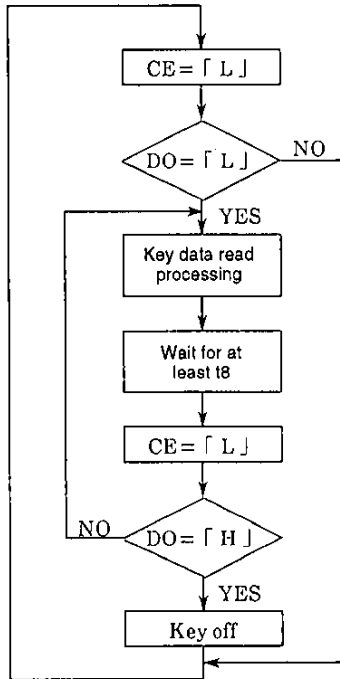 CE=「L」
DO=「L」
NO
YES
Key data read
processing
Wait for at
least t8
CE=「L」
NO
DO=「H」
YES
Key off